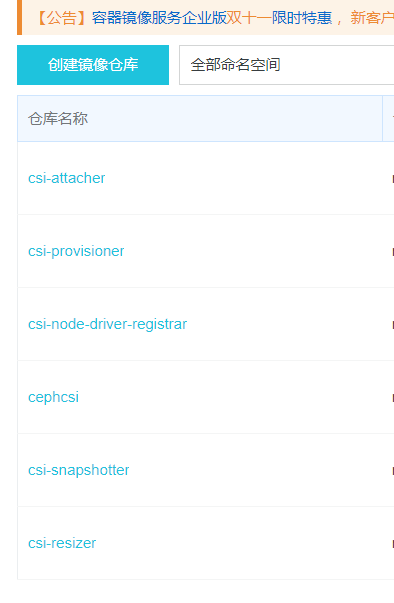 【公告】容器镜像服务企业版双十一限时特惠，新客户
创建镜像仓库 全部命名空间
仓库名称
csi-attacher
csi-provisioner
csi-node-driver-registrar
cephcsi
csi-snapshotter
csi-resizer